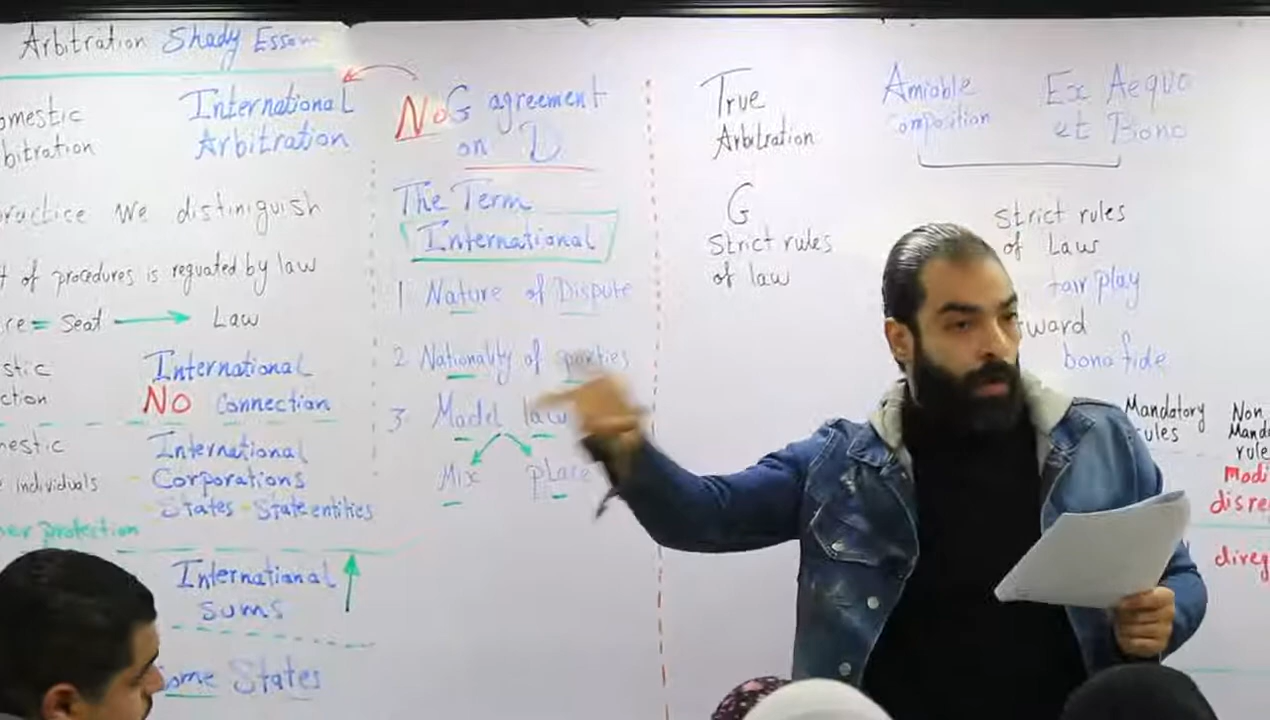 Arbitration Shady Essam
omestic
bitration
International
Arbitration
practice we distinguish
t of procedures is reguated by law
re = Seat → Law
stic
ction
International
NO Connection
mestic
individuals
International
Corporations
States - State entities
er protection
International
sums
ome States
No G agreement
on D
The Term
International
1 Nature of Dispute
2 Nationality of parties
3 Model law
Mix place
True
Arbitration
G
Strict rules
of law
Amiable
Composition
Ex Aequo
et Bono
Strict rules
of Law
fair play
ward
bona fide
Mandatory
rules
Non
Mand
rule
modi
disre
direg